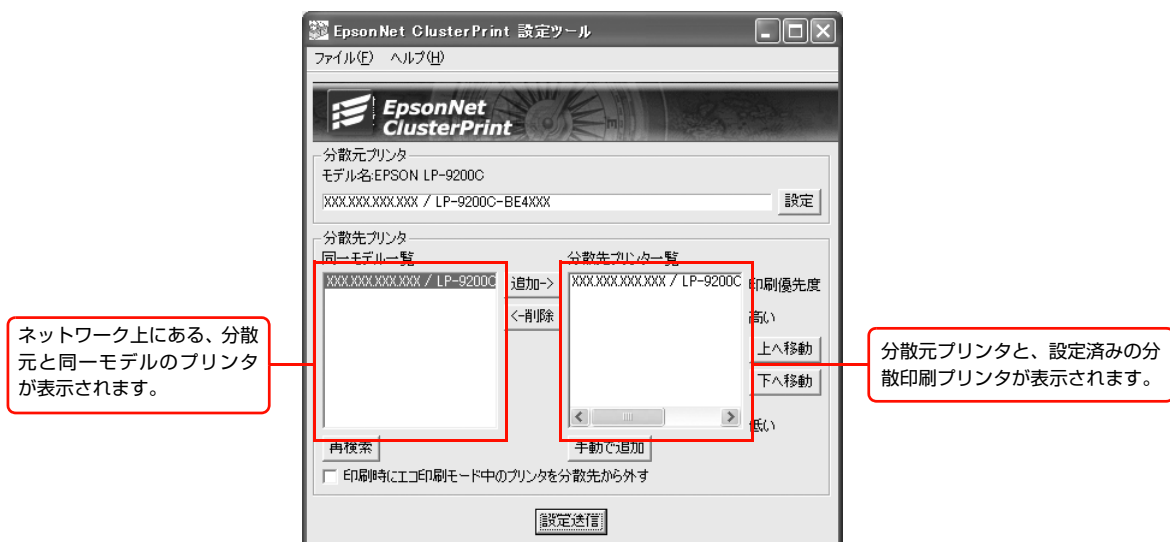 EpsonNet ClusterPrint 設定ツール
ファイル(F) ヘルプ(H)
EpsonNet
ClusterPrint
分散元プリンタ
モデル名:EPSON LP-9200C
XXX.XXX.XXX.XXX / LP-9200C-BE4XXX
設定
分散先プリンタ
同一モデル一覧
分散先プリンター覧
XXX.XXX.XXX.XXX / LP-9200C
追加->
XXX.XXX.XXX.XXX / LP-9200C
印刷優先度
<-削除
高い
上へ移動
下へ移動
低い
再検索
手動で追加
印刷時にエコ印刷モード中のプリンタを分散先から外す
設定送信
ネットワーク上にある、分散
元と同一モデルのプリンタ
が表示されます。
分散元プリンタと、設定済みの分
散印刷プリンタが表示されます。